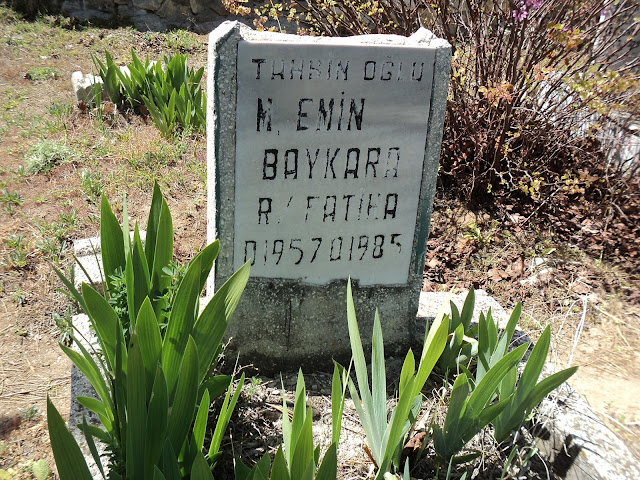 TAHSİN OĞLU
M. EMİN
BAYKARA
R/ FATİHA
D1957Ö1985